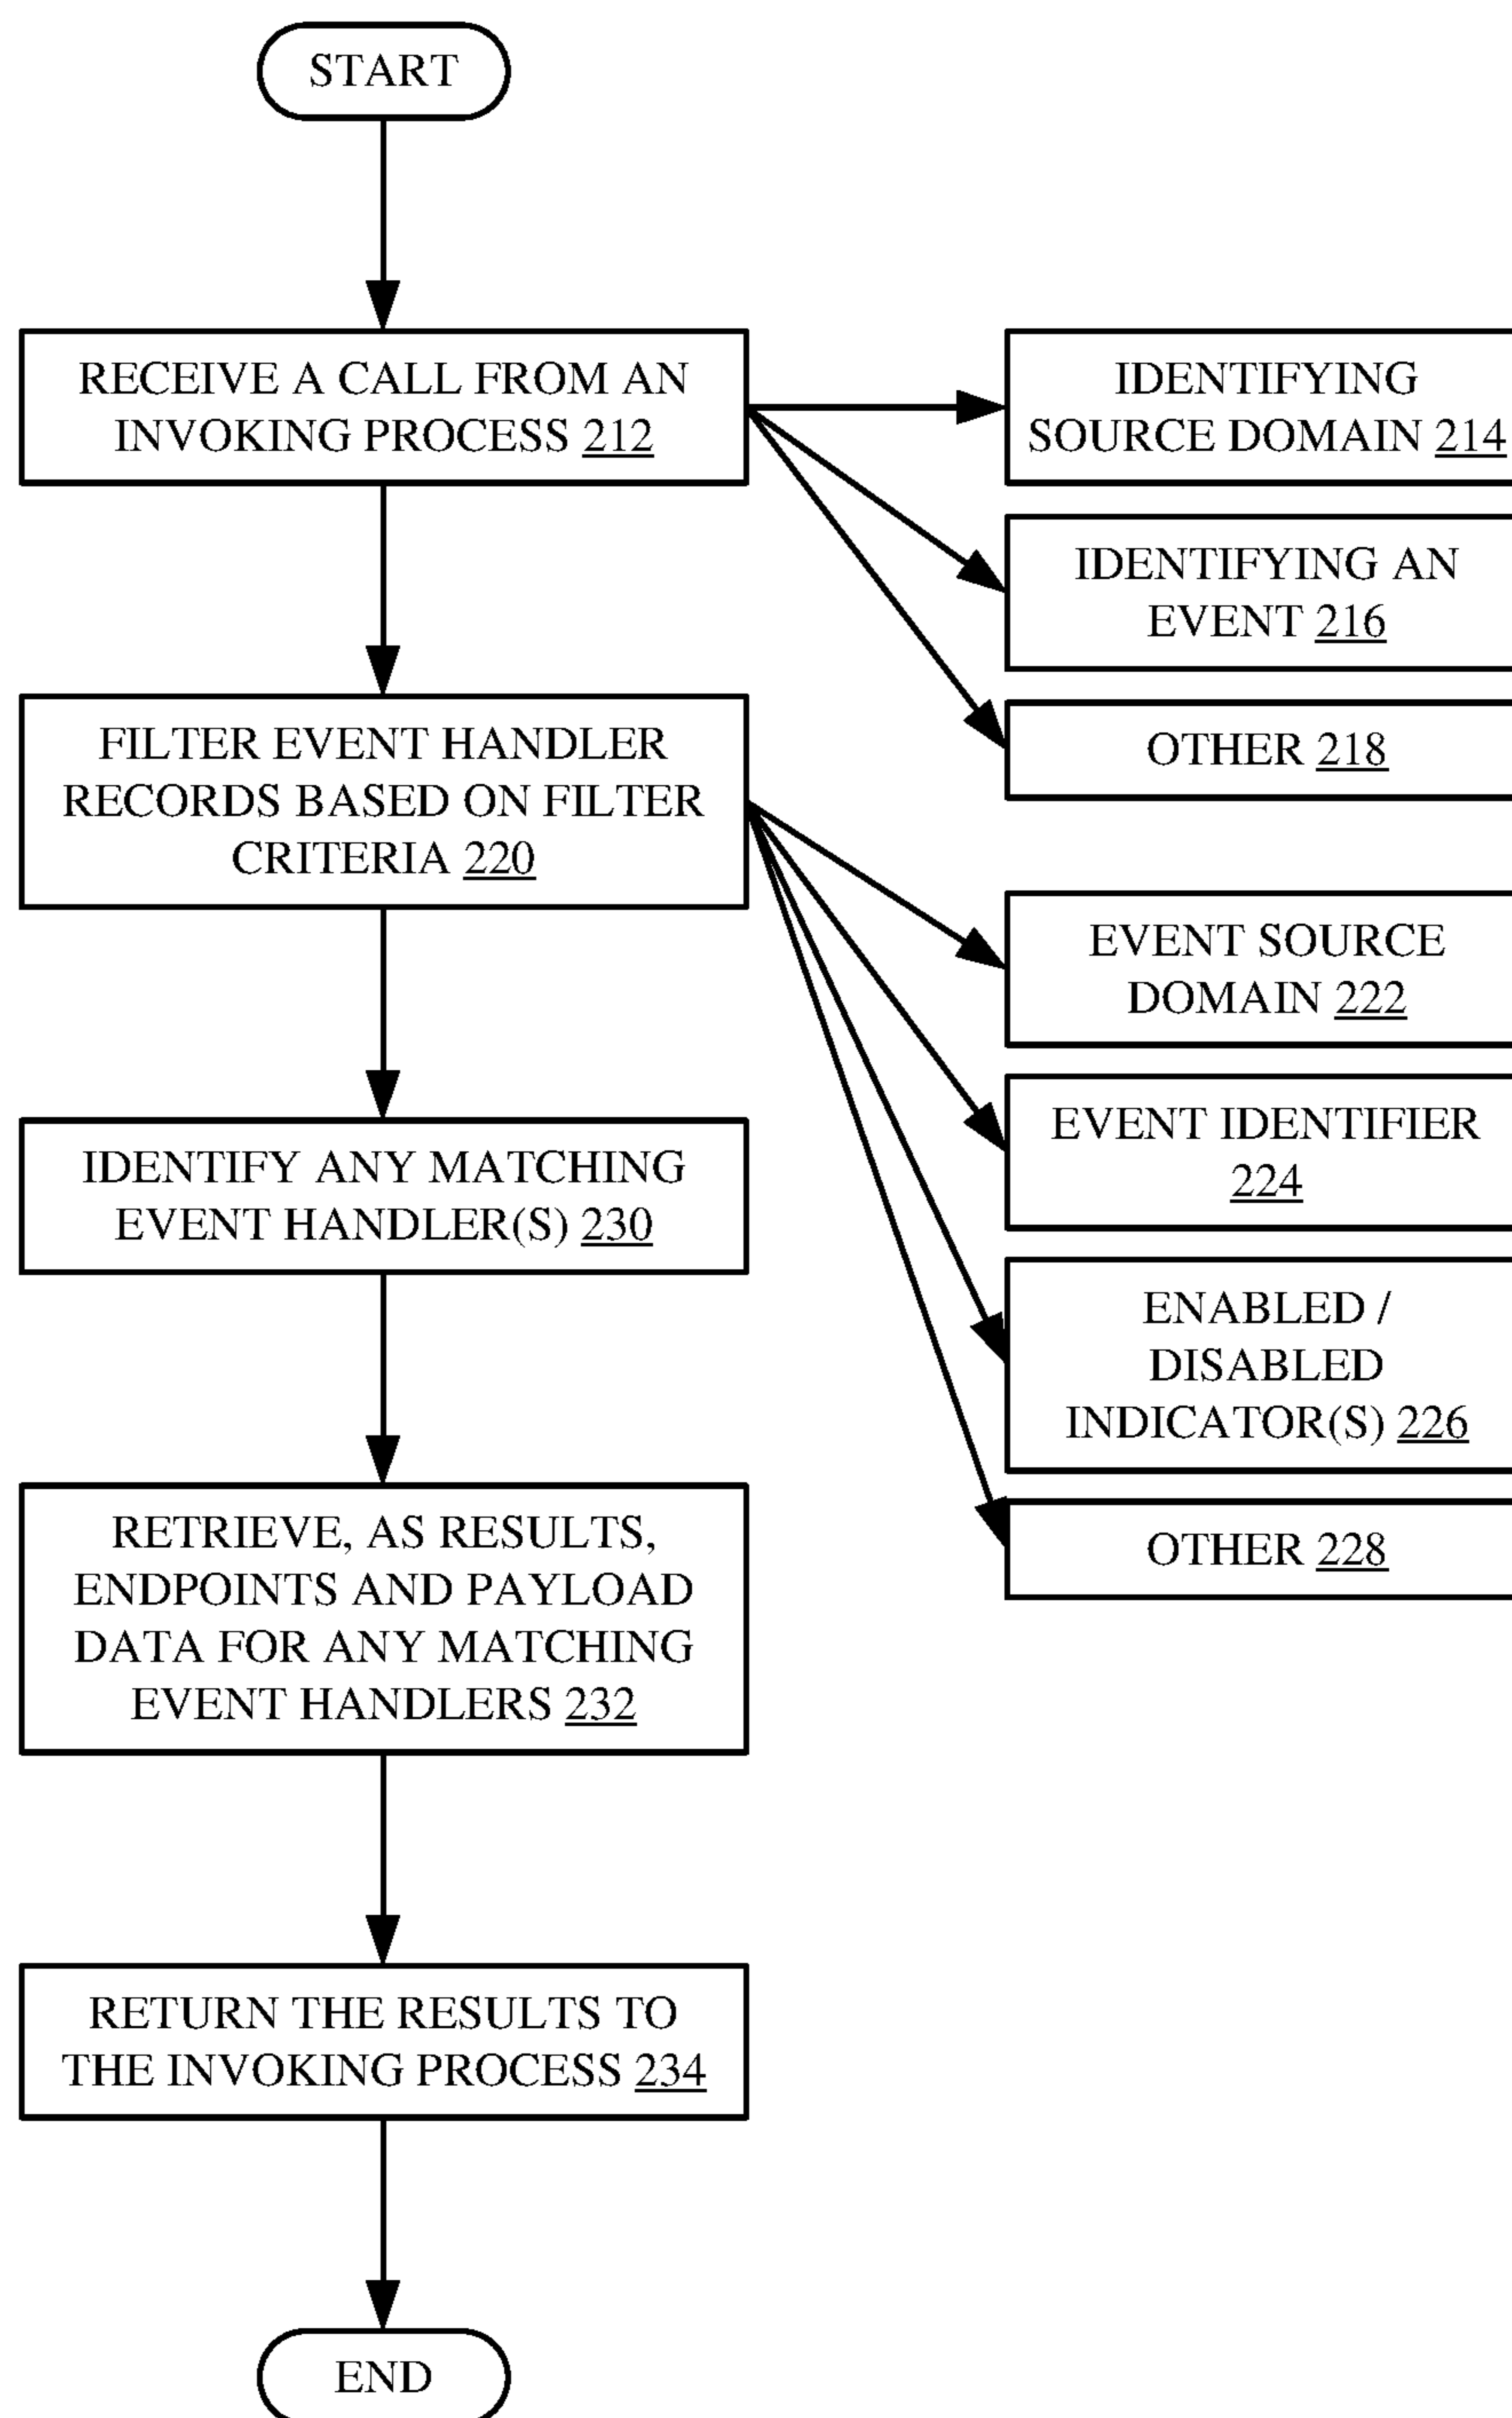 START
RECEIVE A CALL FROM AN
INVOKING PROCESS 212
IDENTIFYING
SOURCE DOMAIN 214
IDENTIFYING AN
EVENT 216
OTHER 218
FILTER EVENT HANDLER
RECORDS BASED ON FILTER
CRITERIA 220
EVENT SOURCE
DOMAIN 222
EVENT IDENTIFIER
224
ENABLED /
DISABLED
INDICATOR(S) 226
OTHER 228
IDENTIFY ANY MATCHING
EVENT HANDLER(S) 230
RETRIEVE, AS RESULTS,
ENDPOINTS AND PAYLOAD
DATA FOR ANY MATCHING
EVENT HANDLERS 232
RETURN THE RESULTS TO
THE INVOKING PROCESS 234
END